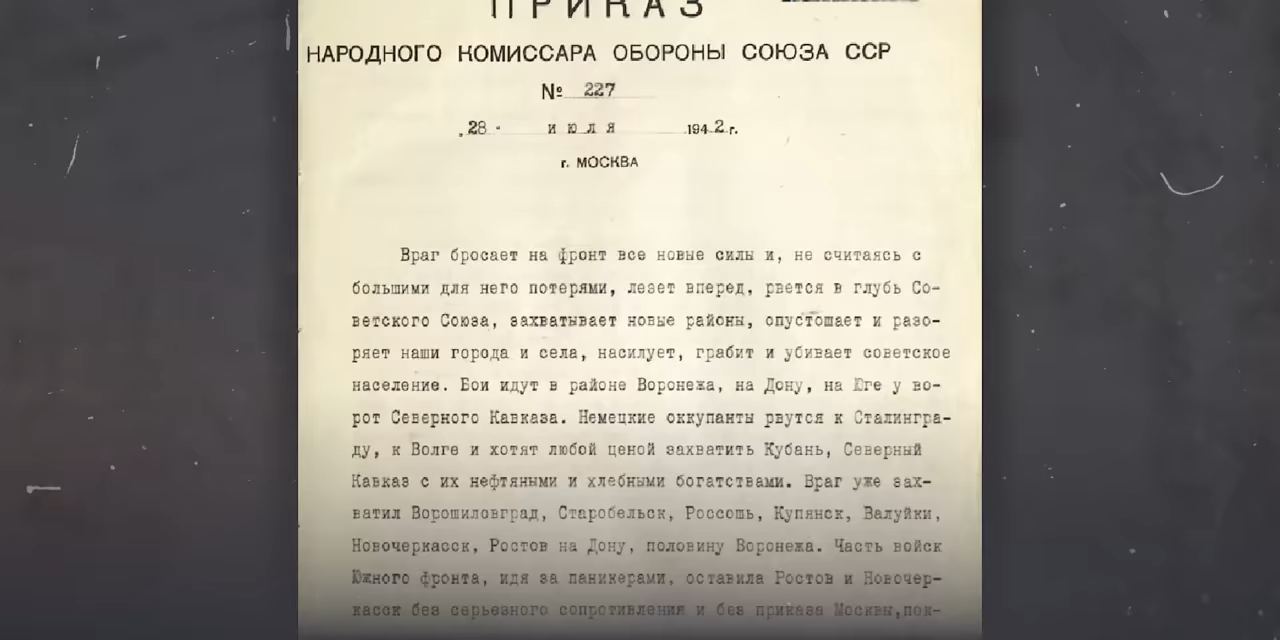 ПРИКАЗ
НАРОДНОГО КОМИССАРА ОБОРОНЫ СОЮЗА ССР
№ 227
„28" июля 1942 г.
г. МОСКВА
Враг бросает на фронт все новые силы и, не считаясь с
большими для него потерями, лезет вперед, рвется в глубь Со-
ветского Союза, захватывает новые районы, опустошает и разо-
ряет наши города и села, насилует, грабит и убивает советское
население. Бои идут в районе Воронежа, на Дону, на Юге у во-
рот Северного Кавказа. Немецкие оккупанты рвутся к Сталингра-
ду, к Волге и хотят любой ценой захватить Кубань, Северный
Кавказ с их нефтяными и хлебными богатствами. Враг уже зах-
ватил Ворошиловград, Старобельск, Россошь, Купянск, Валуйки,
Новочеркасск, Ростов на Дону, половину Воронежа. Часть войск
Южного фронта, идя за паникерами, оставила Ростов и Новочер-
касск без серьезного сопротивления и без приказа Москвы,пок-